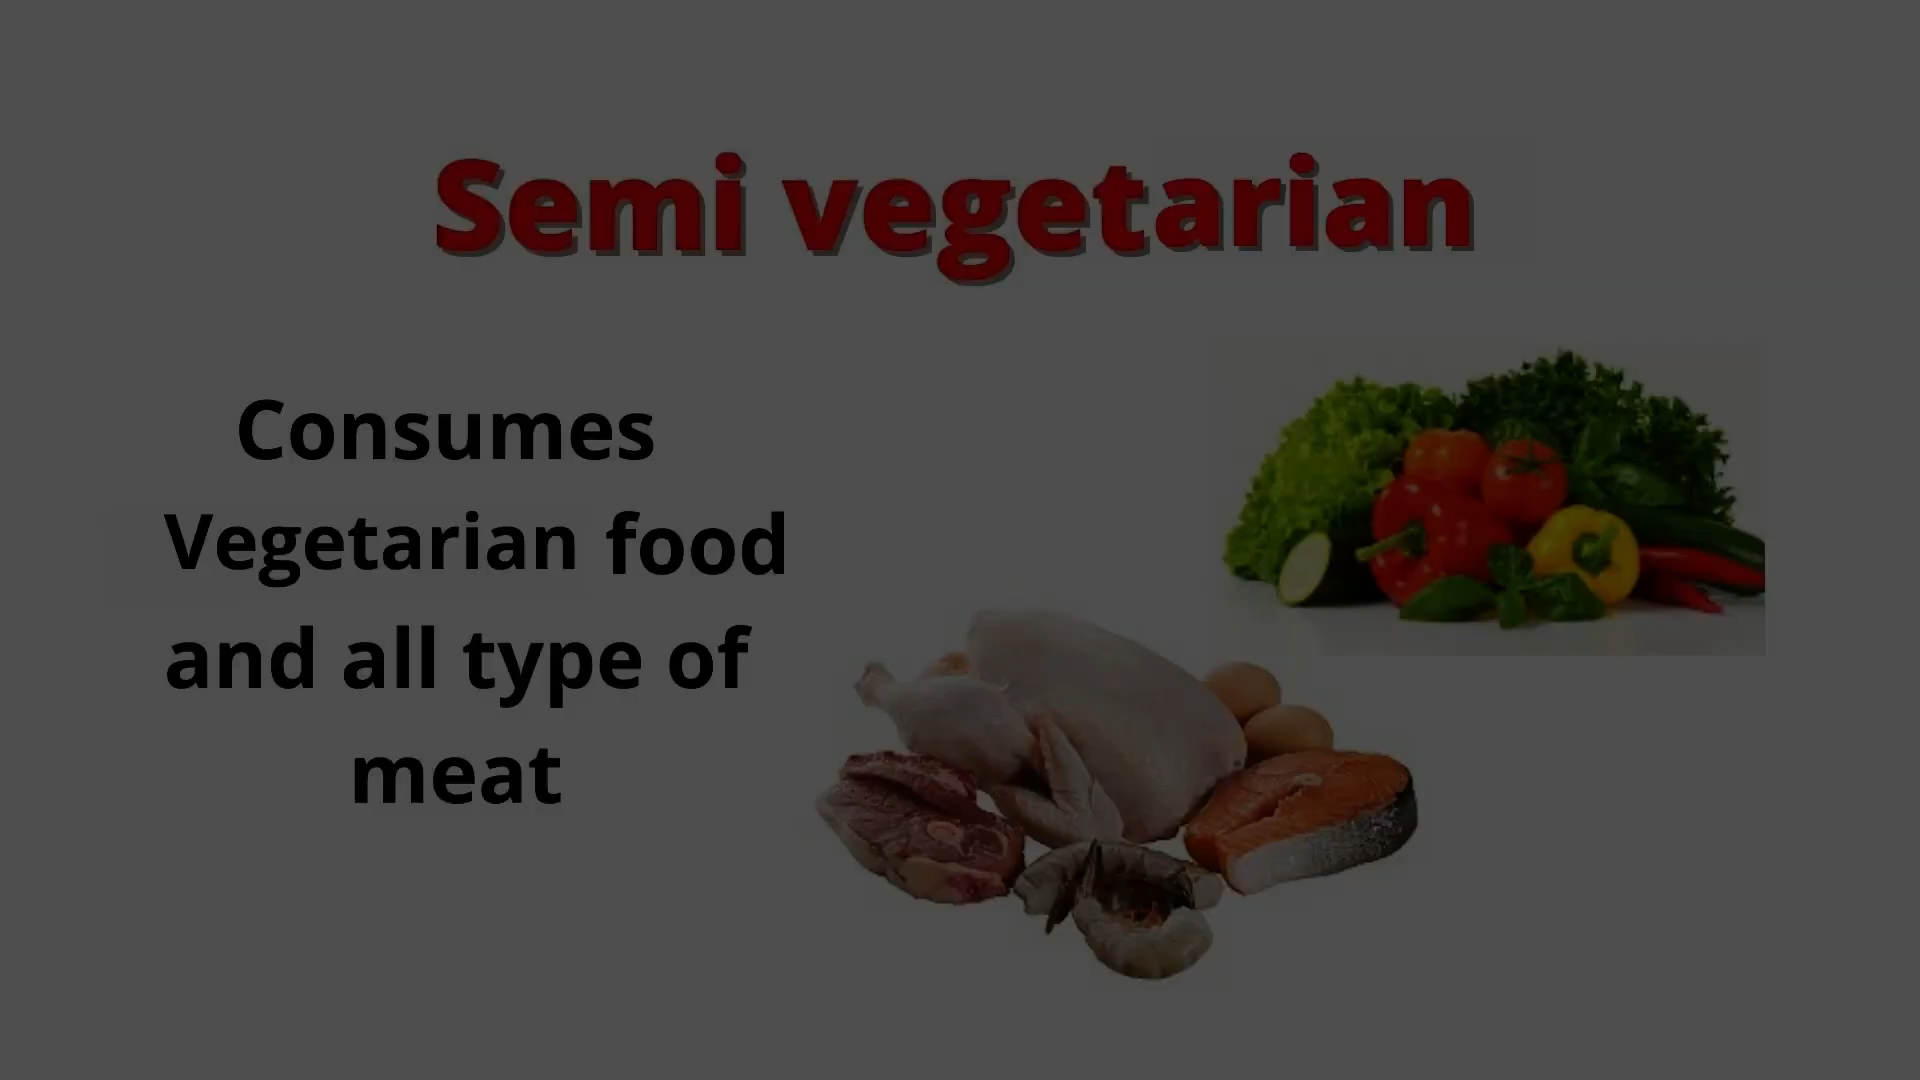 Semi vegetarian
Consumes
Vegetarian food
and all type of
meat